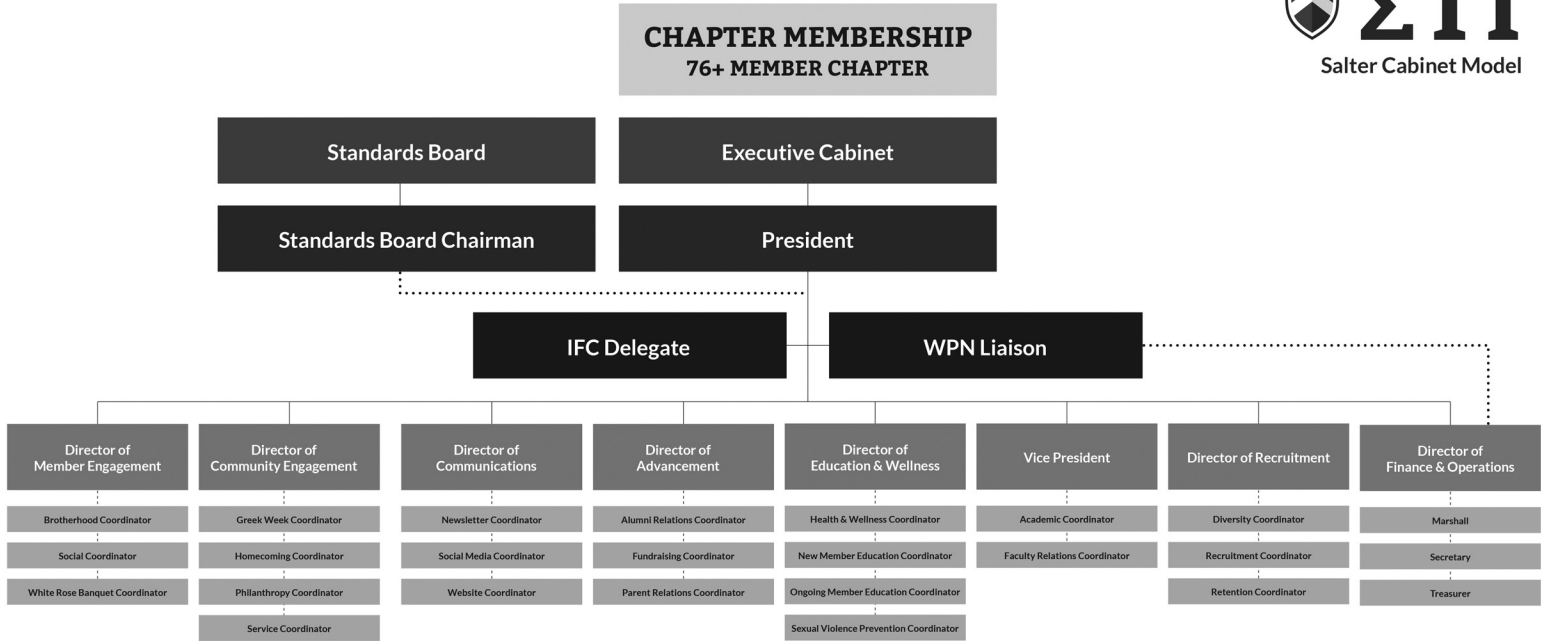 CHAPTER MEMBERSHIP
76+ MEMBER CHAPTER
ΣΠ
Salter Cabinet Model
Standards Board
Executive Cabinet
Standards Board Chairman
President
IFC Delegate
WPN Liaison
Director of
Member Engagement
Brotherhood Coordinator
Social Coordinator
White Rose Banquet Coordinator
Director of
Community Engagement
Greek Week Coordinator
Homecoming Coordinator
Philanthropy Coordinator
Service Coordinator
Director of
Communications
Newsletter Coordinator
Social Media Coordinator
Website Coordinator
Director of
Advancement
Alumni Relations Coordinator
Fundraising Coordinator
Parent Relations Coordinator
Director of
Education & Wellness
Health & Wellness Coordinator
New Member Education Coordinator
Ongoing Member Education Coordinator
Sexual Violence Prevention Coordinator
Vice President
Academic Coordinator
Faculty Relations Coordinator
Director of Recruitment
Diversity Coordinator
Recruitment Coordinator
Retention Coordinator
Director of
Finance & Operations
Marshall
Secretary
Treasurer